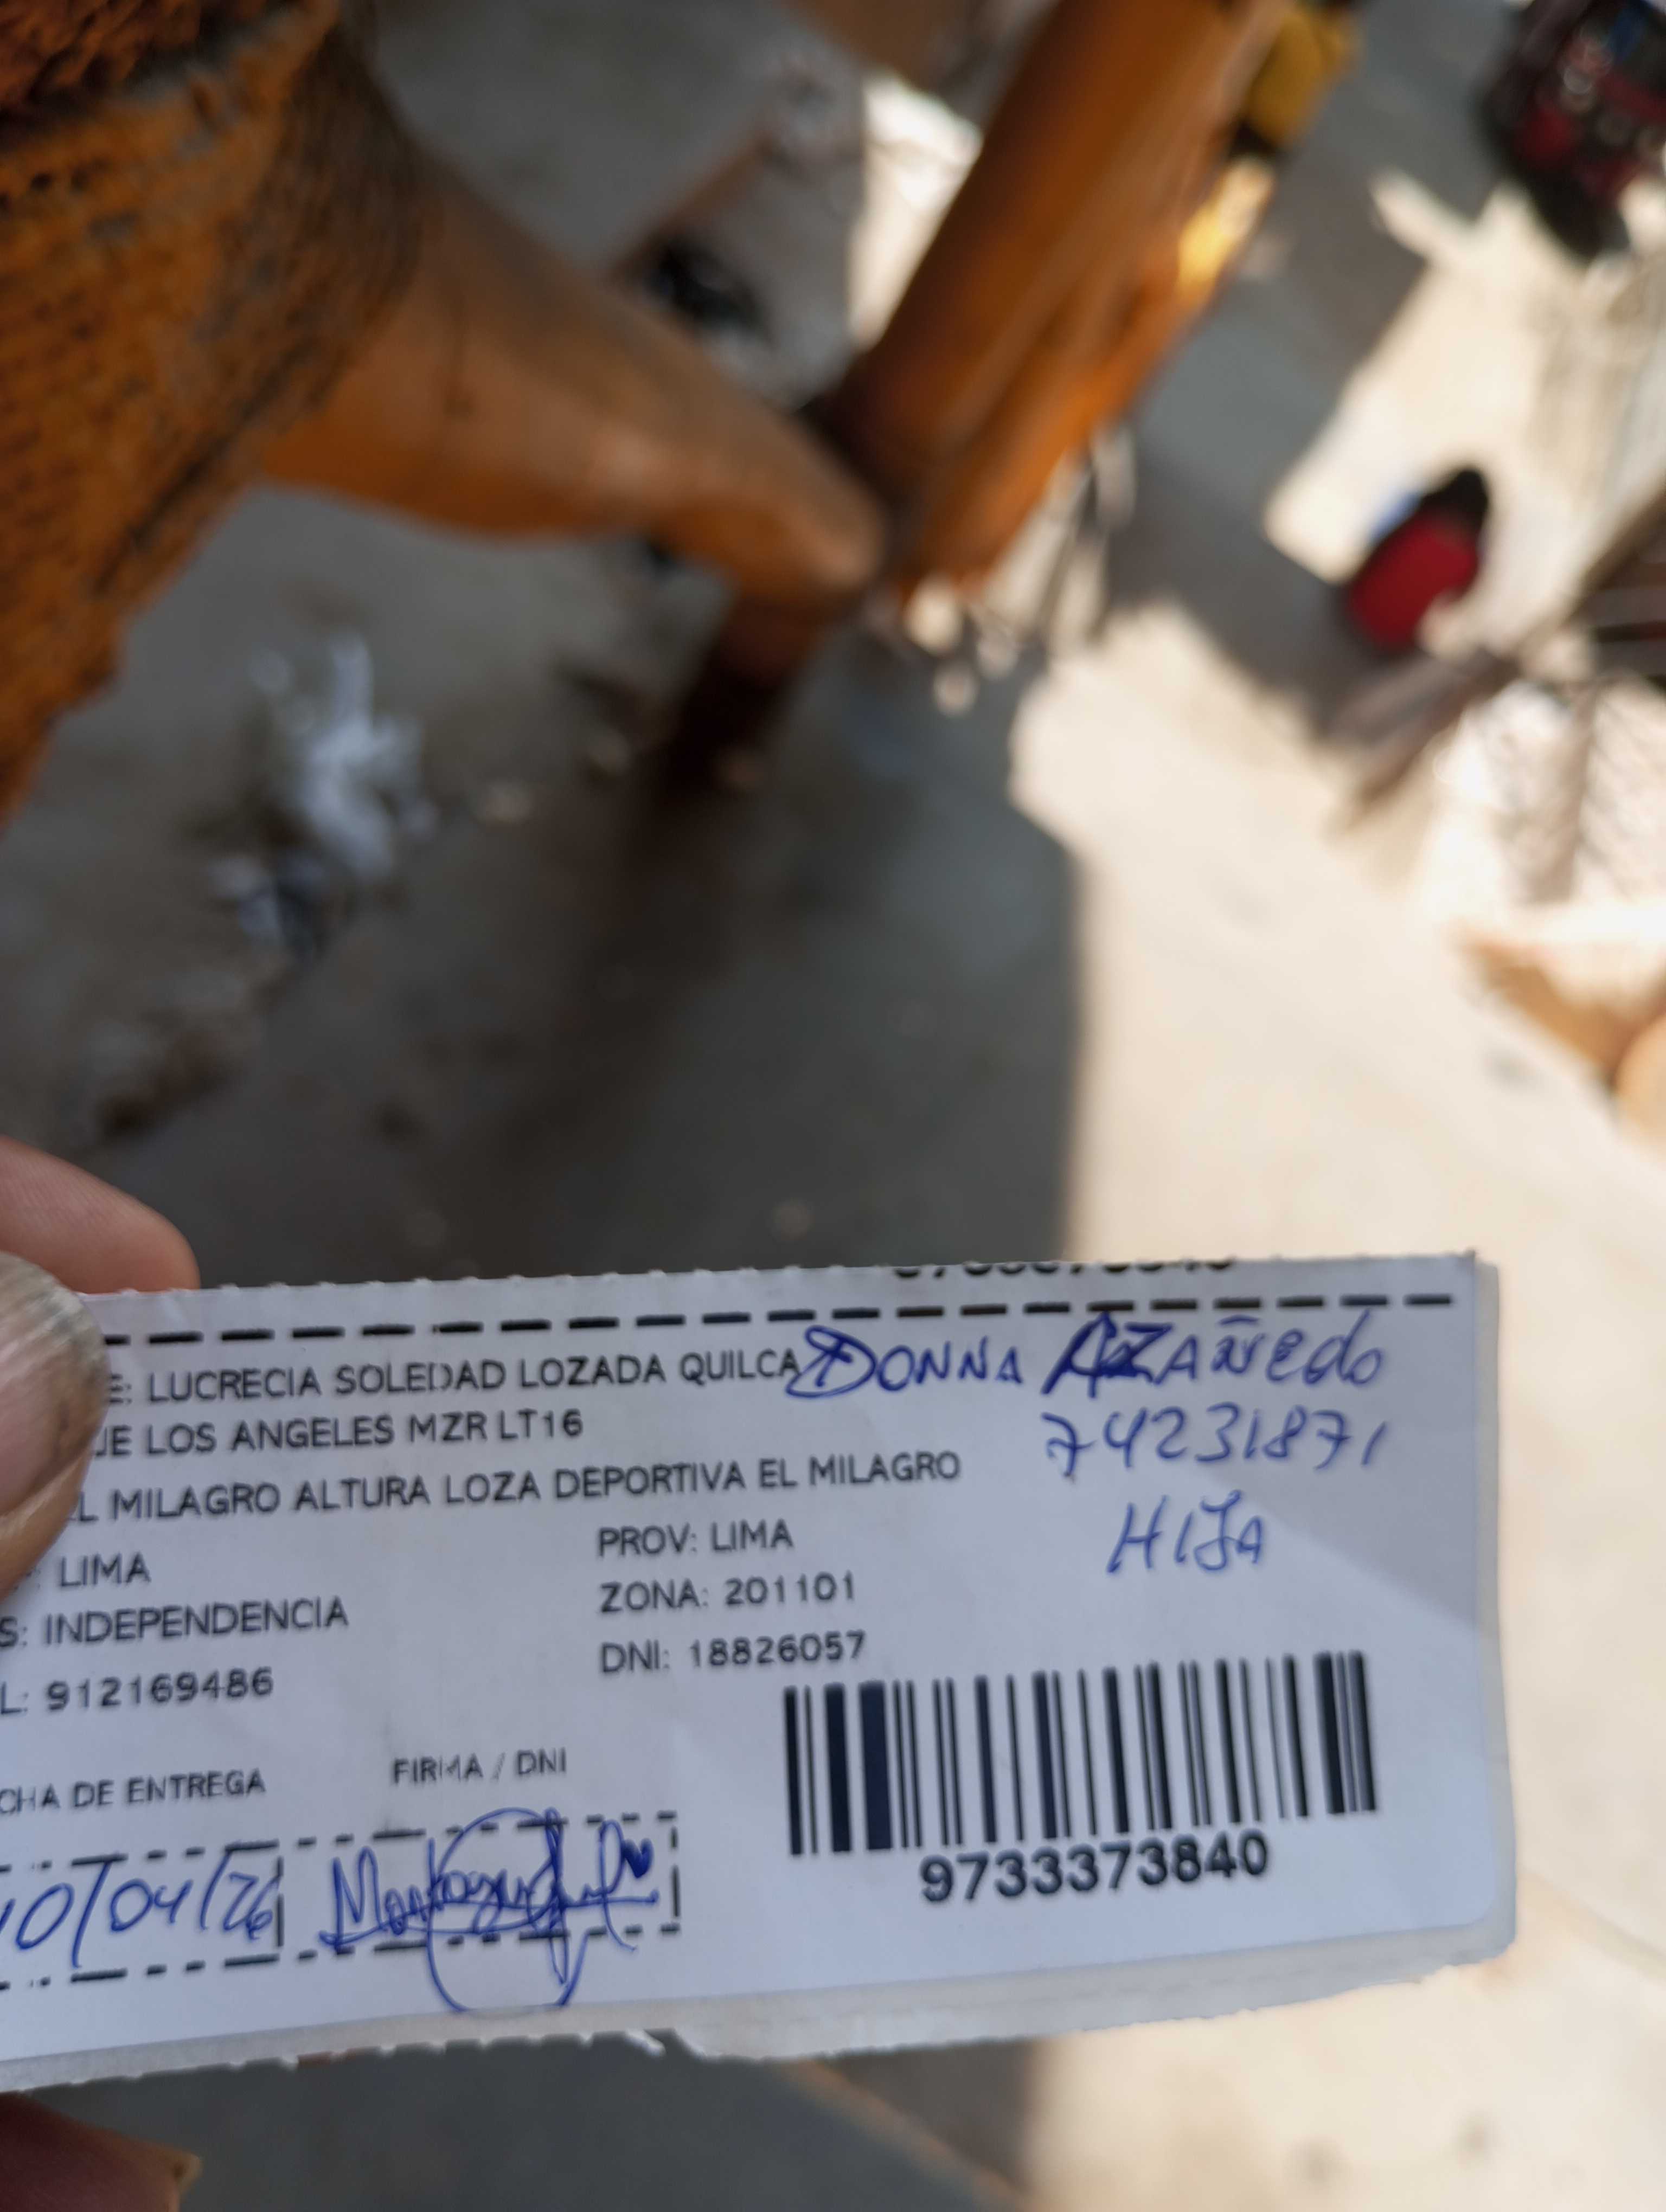 E: LUCRECIA SOLEDAD LOZADA QUILCA DONNA AZAÑEDO
JE LOS ANGELES MZR LT16
74231871
L MILAGRO ALTURA LOZA DEPORTIVA EL MILAGRO
HIJA
: LIMA
PROV: LIMA
S: INDEPENDENCIA
ZONA: 201101
L: 912169486
DNI: 18826057
CHA DE ENTREGA
FIRMA / DNI
10/04/26
9733373840